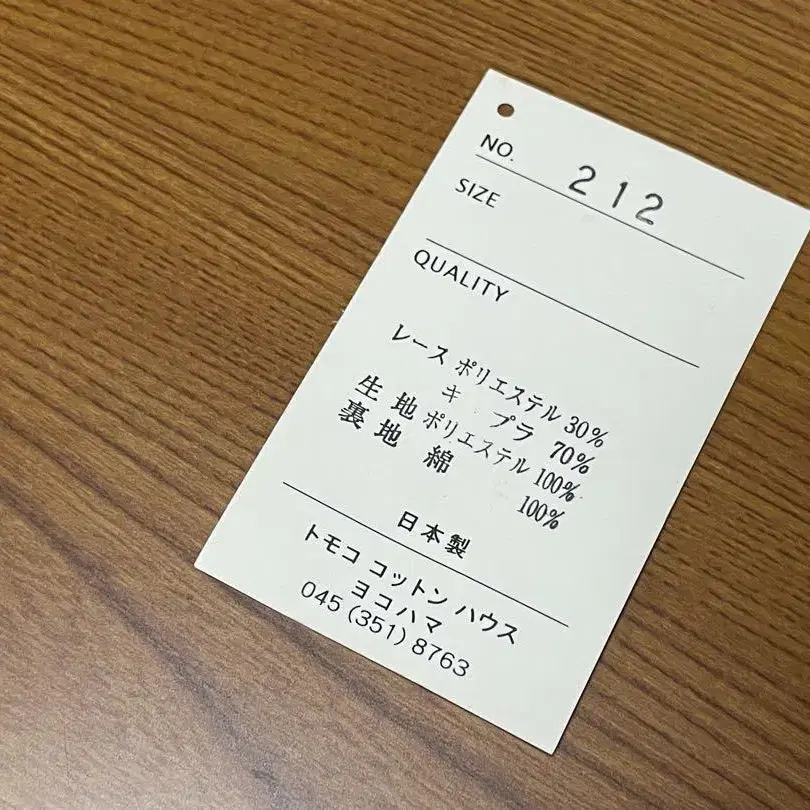 NO. 212
SIZE
QUALITY
レース ポリエステル 30%
キュプラ 70%
生地 ポリエステル 100%
裏地 綿 100%
日本製
トモコ コットン ハウス
ヨコハマ
045 (351) 8763